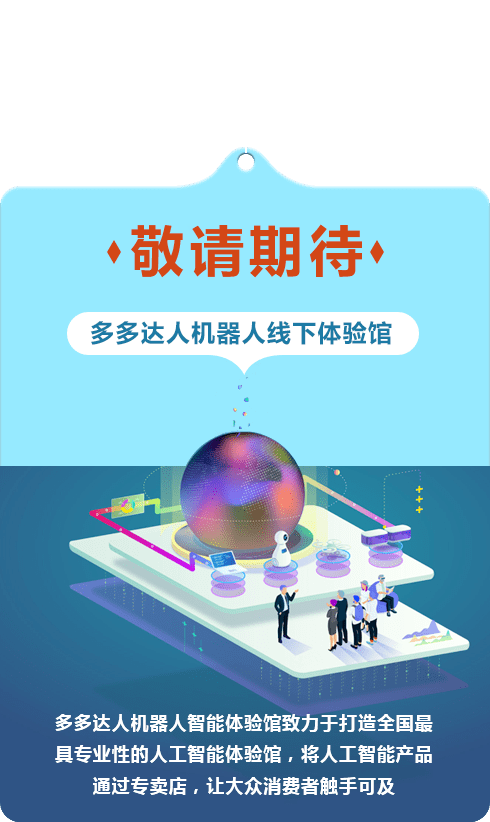 敬请期待
多多达人机器人线下体验馆
多多达人机器人智能体验馆致力于打造全国最
具专业性的人工智能体验馆，将人工智能产品
通过专卖店，让大众消费者触手可及